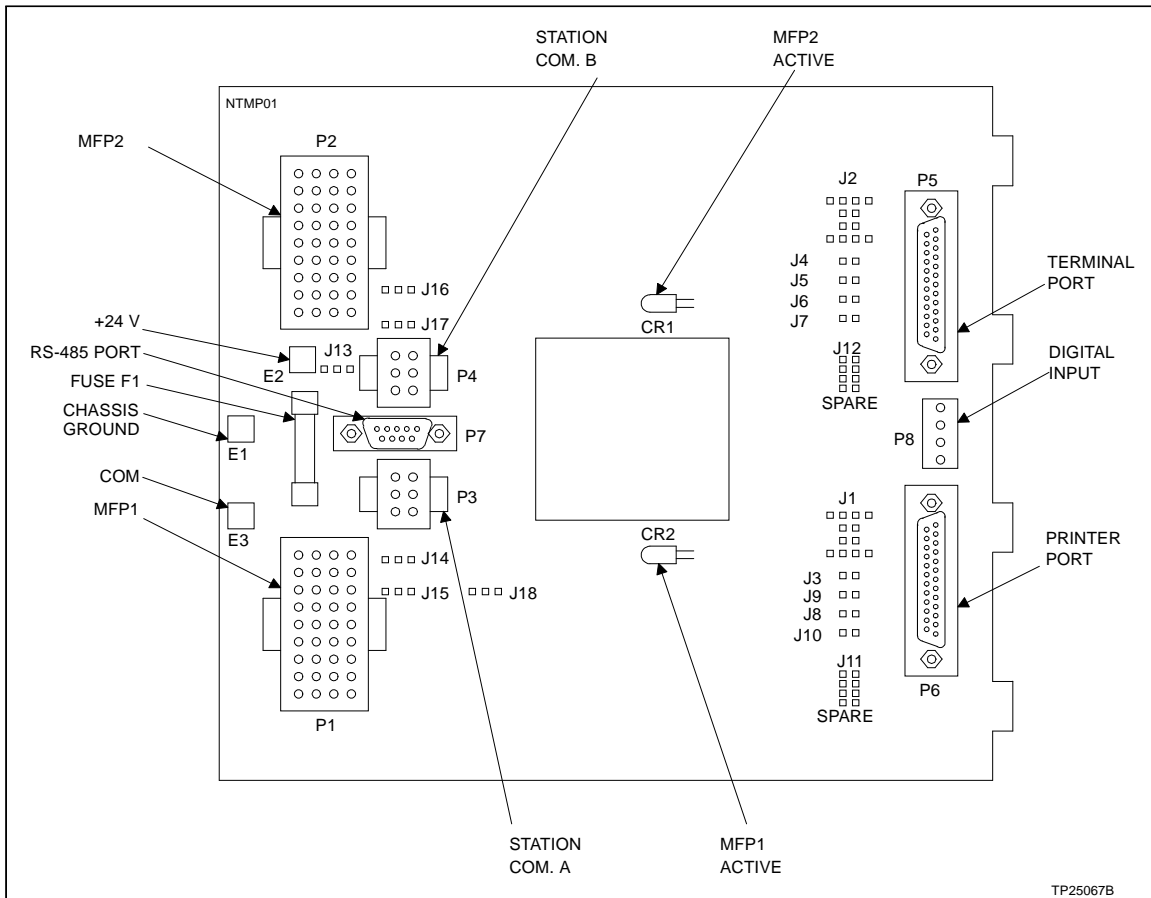 STATION
COM. B
MFP2
ACTIVE
NTMP01
MFP2
P2
J2
P5
J16
J4
J5
J6
J7
TERMINAL
PORT
+24 V
J17
CR1
RS-485 PORT
J13
E2
P4
J12
SPARE
DIGITAL
INPUT
FUSE F1
CHASSIS
GROUND
E1
P7
P8
COM
MFP1
E3
P3
J1
CR2
J14
J15
J18
J3
J9
J8
J10
PRINTER
PORT
J11
SPARE
P1
P6
STATION
COM. A
MFP1
ACTIVE
TP25067B